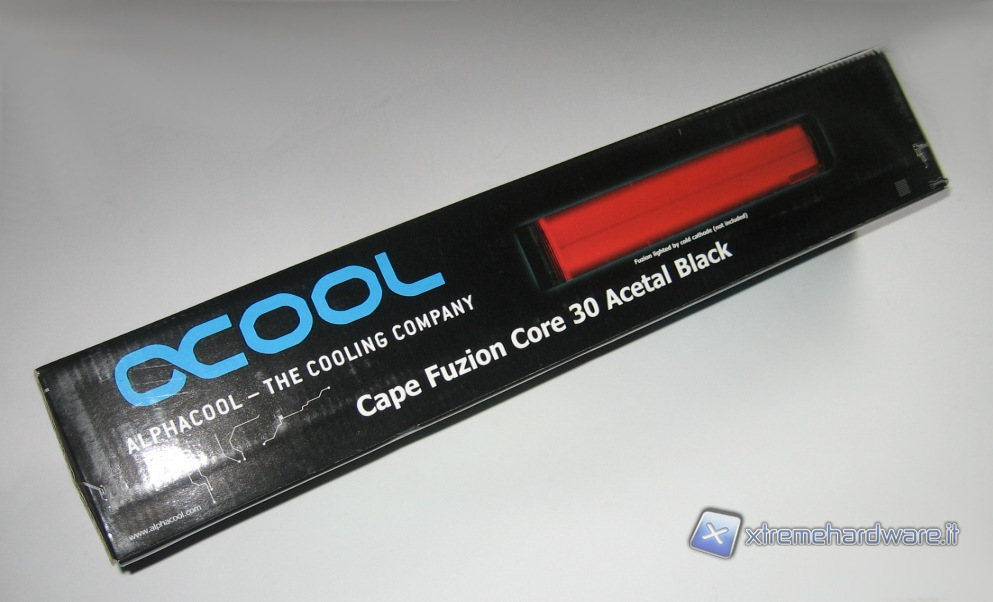 αCOOL
ALPHACOOL – THE COOLING COMPANY
Fuzion lighted by cold cathode (not included)
Cape Fuzion Core 30 Acetal Black
www.alphacool.com
xtremehardware.it